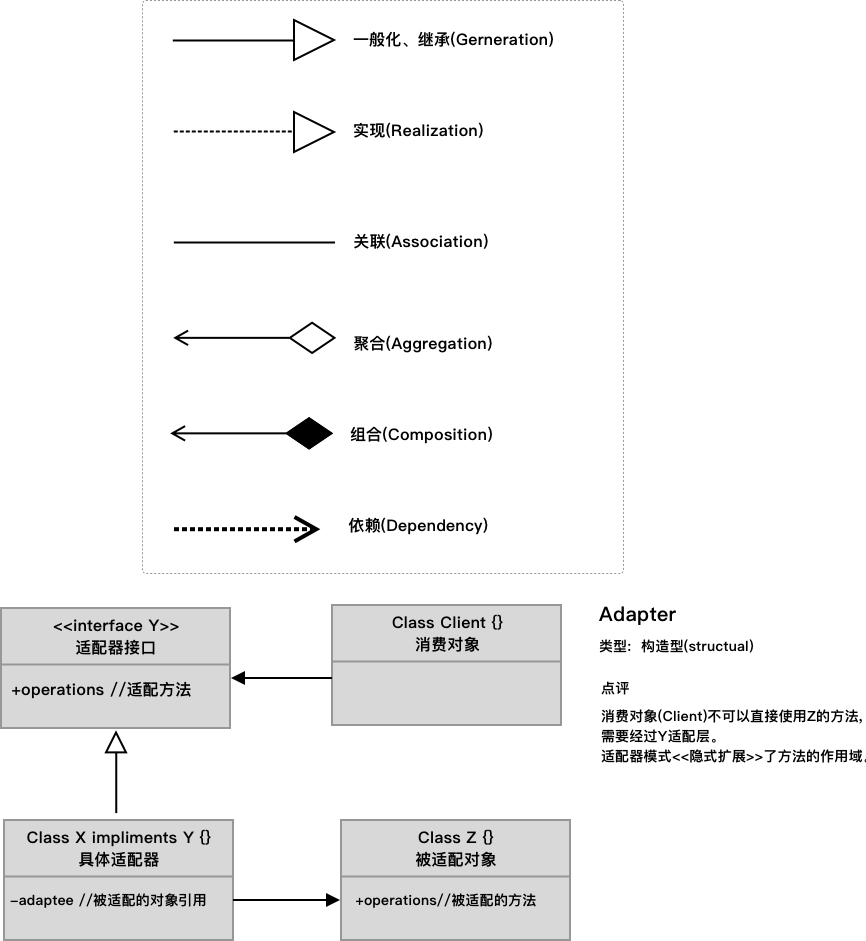 一般化、继承(Gerneration)
实现(Realization)
关联(Association)
聚合(Aggregation)
组合(Composition)
依赖(Dependency)
<<interface Y>>
适配器接口
+operations //适配方法
Class Client {}
消费对象
Adapter
类型：构造型(structual)
点评
消费对象(Client)不可以直接使用Z的方法,
需要经过Y适配层。
适配器模式<<隐式扩展>>了方法的作用域。
Class X impliments Y {}
具体适配器
-adaptee //被适配的对象引用
Class Z {}
被适配对象
+operations//被适配的方法